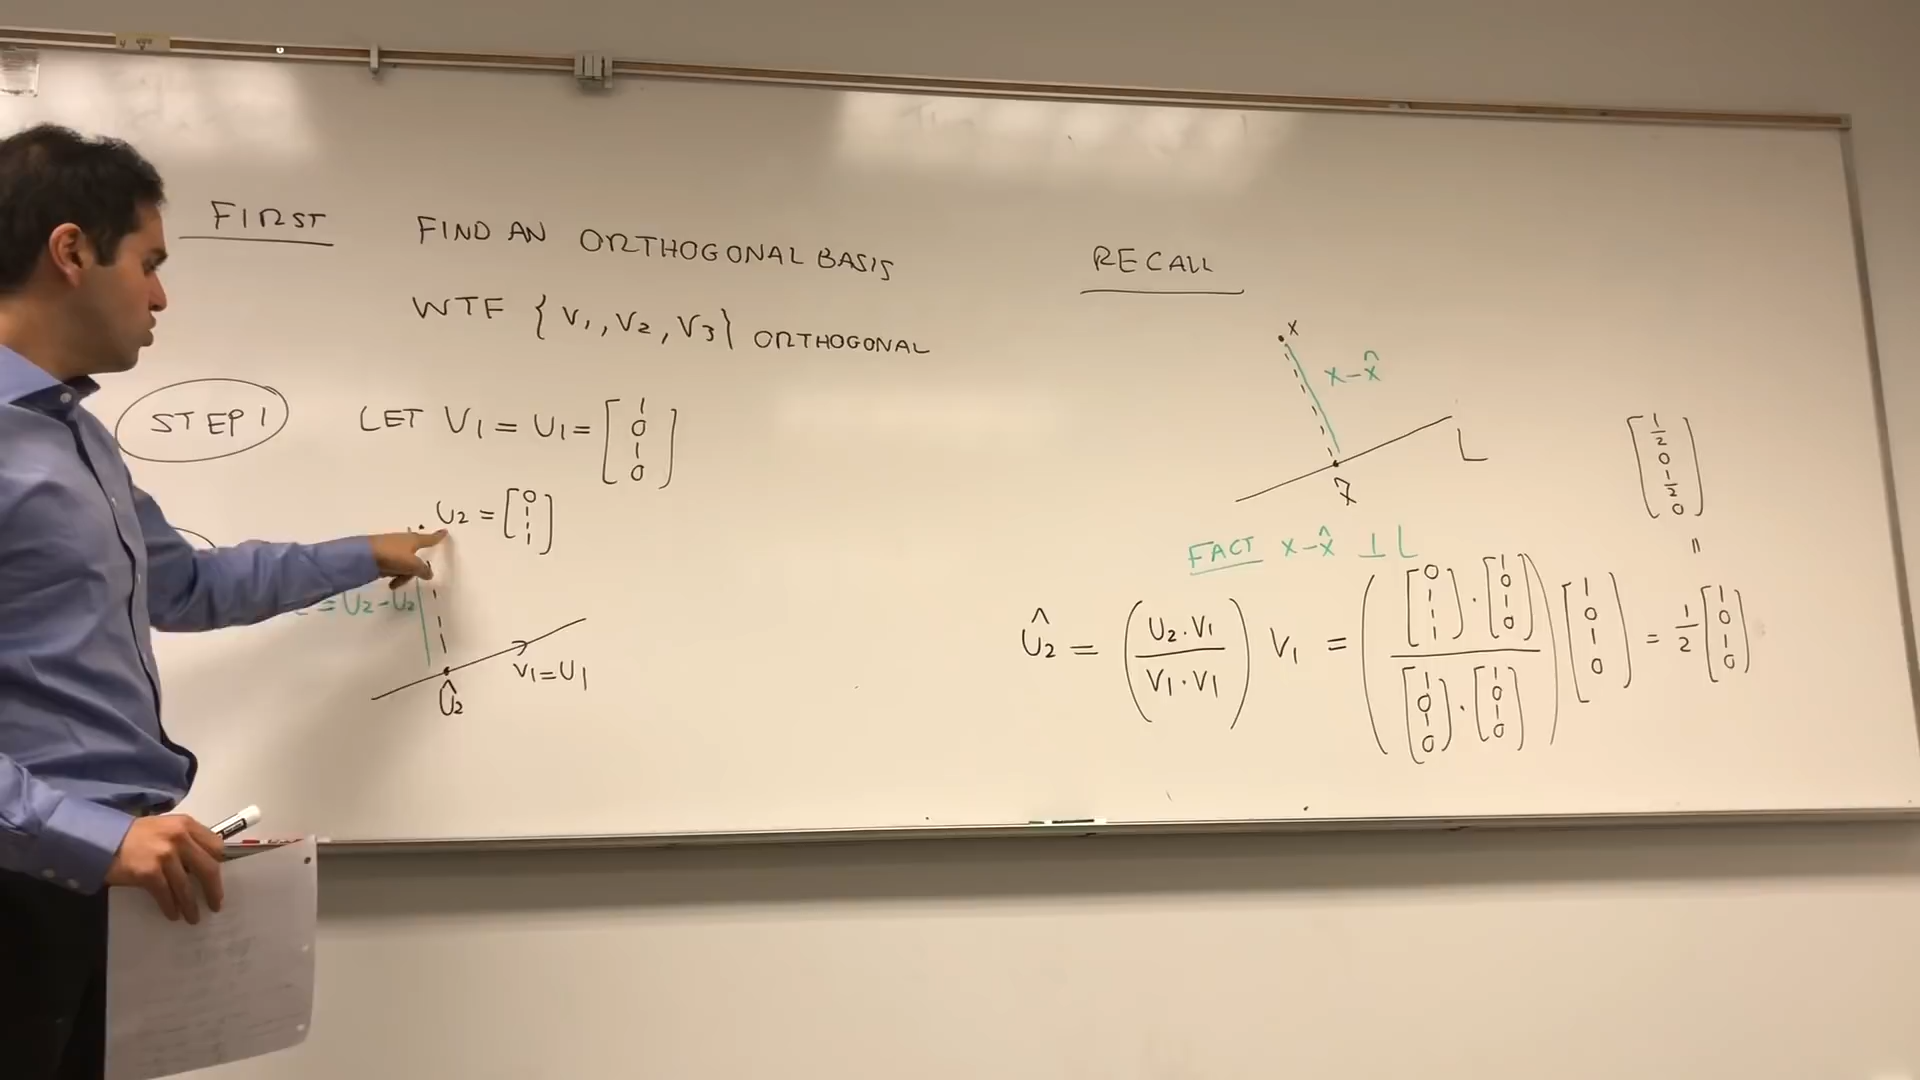 FIRST
FIND AN ORTHOGONAL BASIS
WTF { V₁, V₂, V₃ } ORTHOGONAL
STEP 1
LET V₁ = U₁ = [1 0 1 0]
U₂ = [0 1 1 1]
= U₂ - U₂
V₁ = U₁
Û₂
RECALL
x
x - x̂
L
x̂
FACT x - x̂ ⊥ L
Û₂ = (U₂ · V₁ / V₁ · V₁) V₁ = ([0 1 1 1] · [1 0 1 0] / [1 0 1 0] · [1 0 1 0]) [1 0 1 0] = 1/2 [1 0 1 0]
=
[1/2 0 1/2 0]